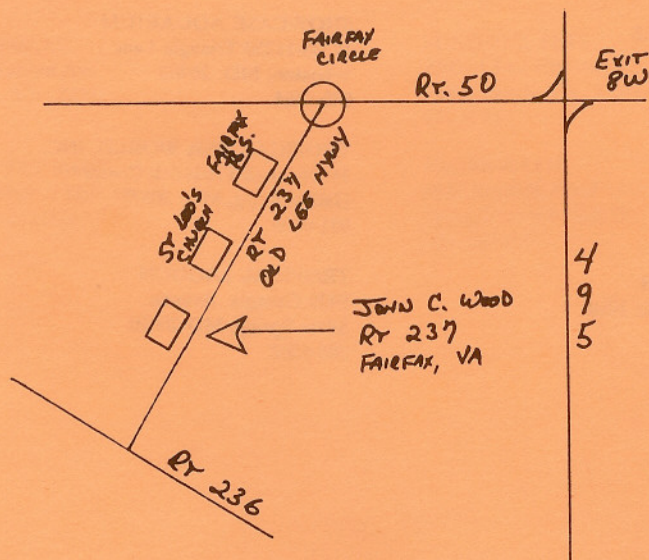 FAIRFAX
CIRCLE
RT. 50
EXIT
8W
FAIRFAX
H.S.
ST LEO'S
CHURCH
RT 237
OLD LEE HYWY
4
9
5
JOHN C. WOOD
RT 237
FAIRFAX, VA
RT 236